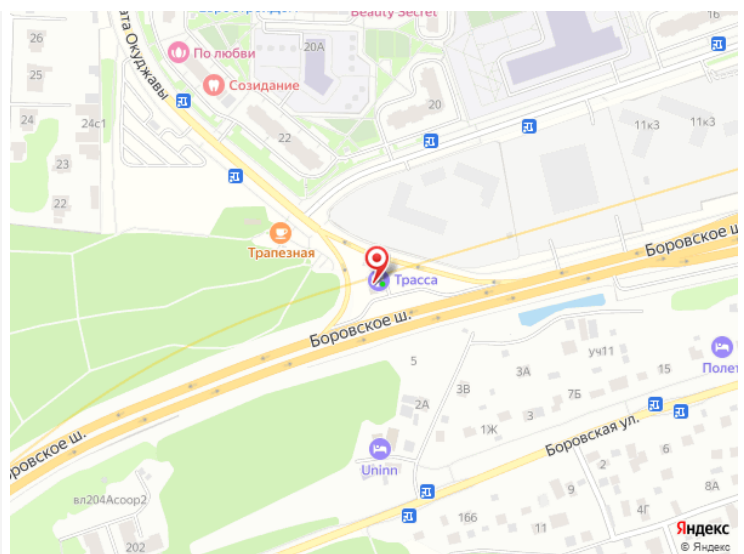 Beauty Secret
16
26
20А
ата Окуджавы
По любви
25
Созидание
20
24
24с1
22
11к3
11к3
23
22
Трапезная
Боровское ш.
Трасса
Боровское ш.
5
уч11
3А
Полет
3В
7Б
15
2А
3
1Ж
Боровская ул.
оровское ш.
6
Uninn
2
9
8А
вл204Асоор2
4Г
16б
11
202
Яндекс
© Яндекс